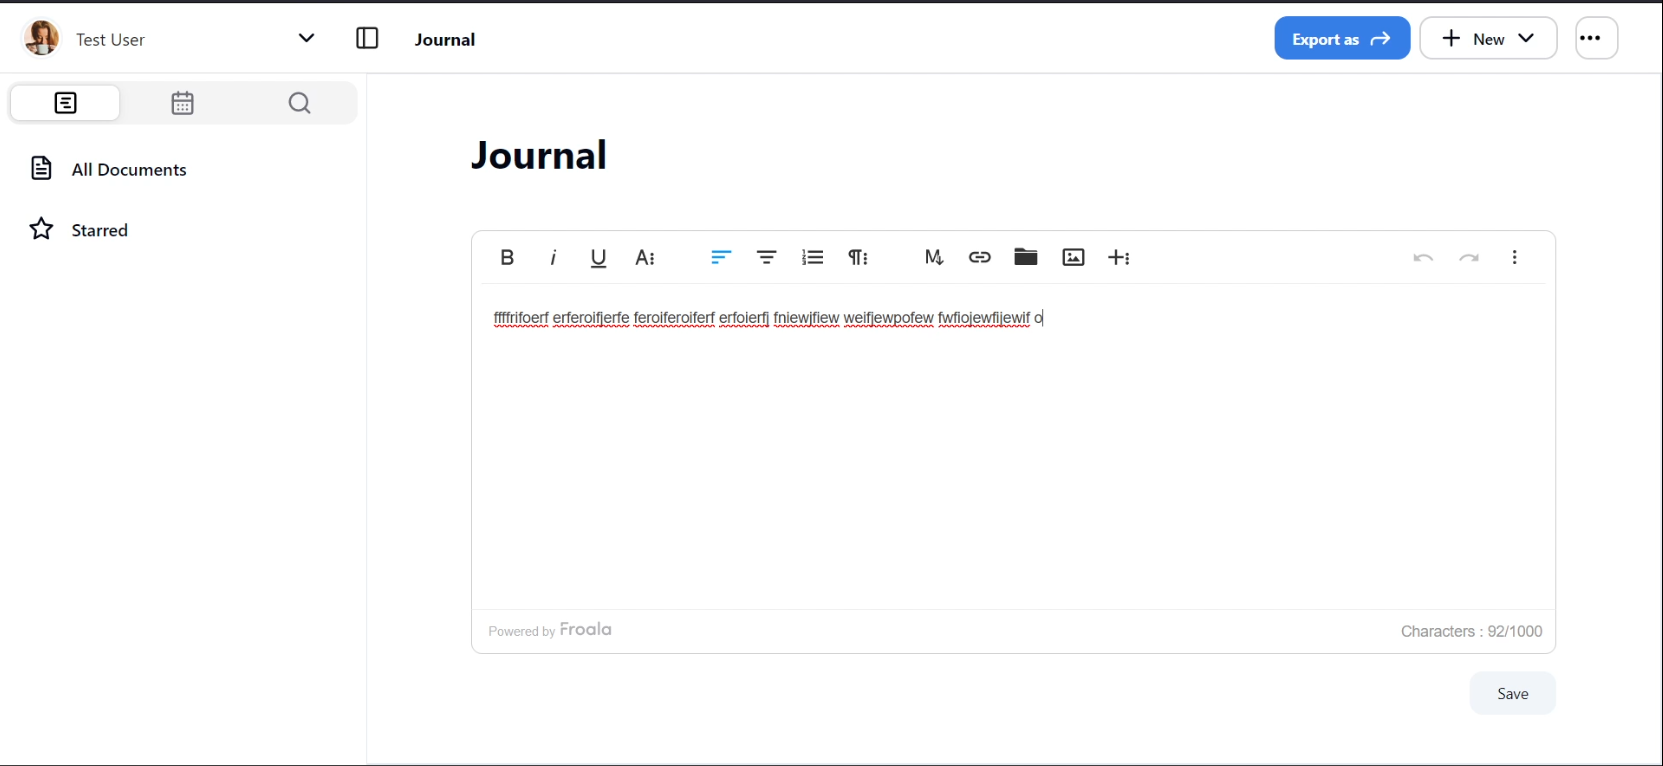 Test User
Journal
Export as
New
All Documents
Starred
Journal
ffffrifoerf erferoifjerfe feroiferoiferf erfoierfj fniewjfiew weifjewpofew fwfiojewfijewif o
Powered by Froala
Characters : 92/1000
Save